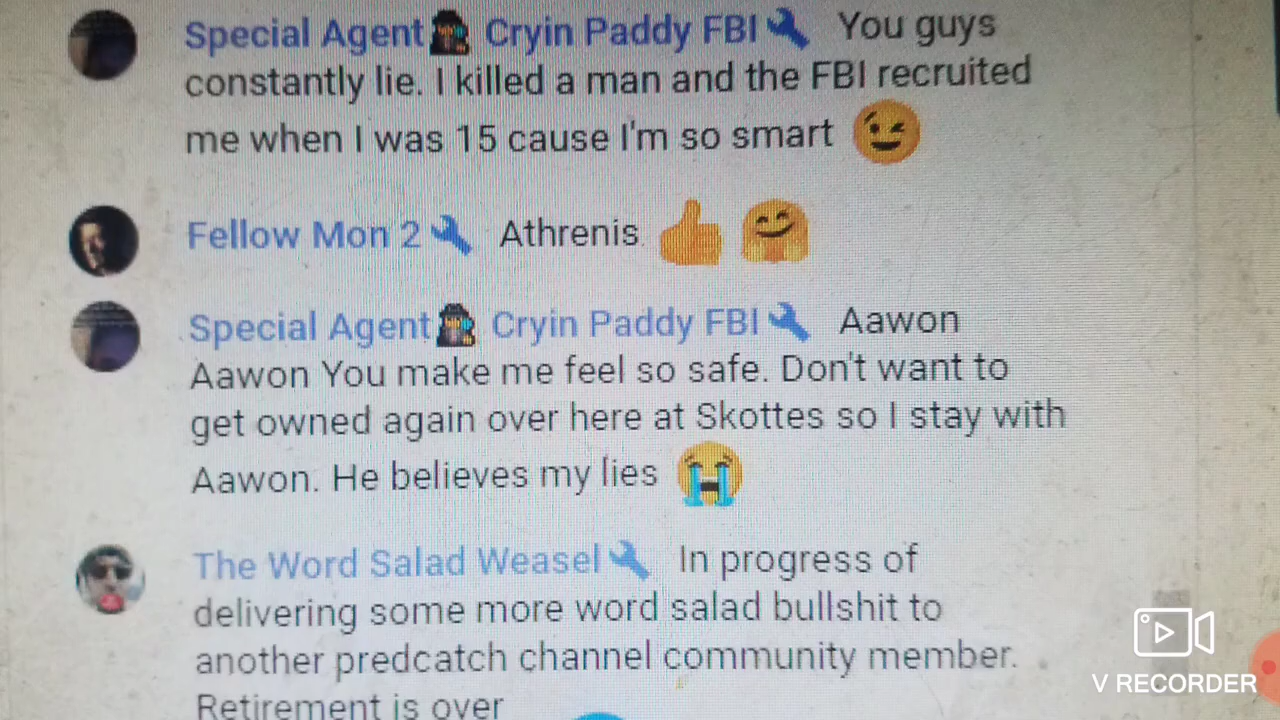 Special Agent Cryin Paddy FBI You guys
constantly lie. I killed a man and the FBI recruited
me when I was 15 cause I'm so smart
Fellow Mon 2 Athrenis
Special Agent Cryin Paddy FBI Aawon
Aawon You make me feel so safe. Don't want to
get owned again over here at Skottes so I stay with
Aawon. He believes my lies
The Word Salad Weasel In progress of
delivering some more word salad bullshit to
another predcatch channel community member.
Retirement is over
V RECORDER